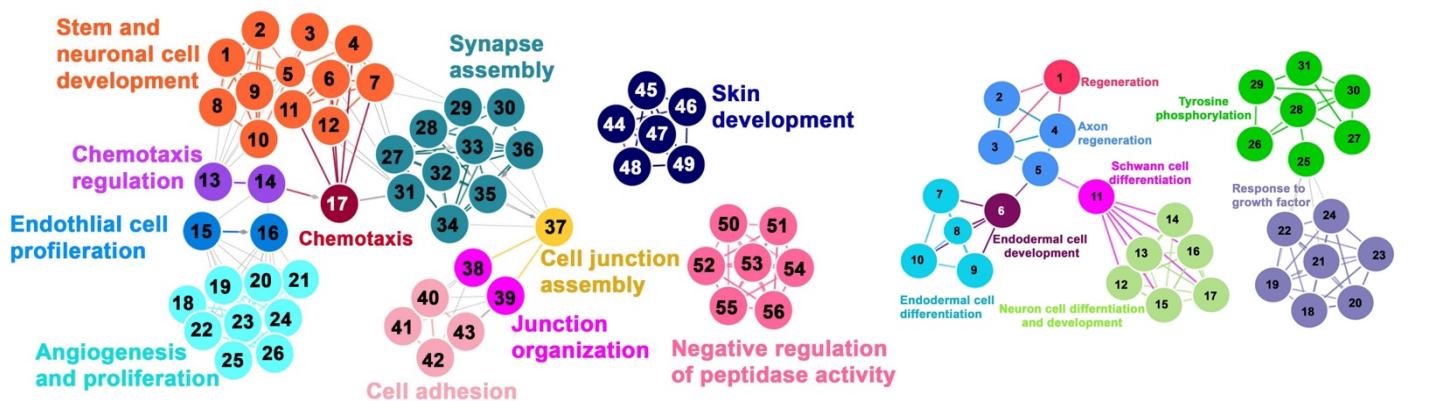 Stem and
neuronal cell
development
1
2
3
4
5
6
7
8
9
10
11
12
Chemotaxis
regulation
13
14
17
Chemotaxis
Endothlial cell
profileration
15
16
18
19
20
21
22
23
24
25
26
Angiogenesis
and proliferation
Synapse
assembly
27
28
29
30
31
32
33
34
35
36
37
Cell junction
assembly
38
39
Junction
organization
40
41
42
43
Cell adhesion
44
45
46
47
48
49
Skin
development
50
51
52
53
54
55
56
Negative regulation
of peptidase activity
1
Regeneration
2
3
4
Axon
regeneration
5
6
Endodermal cell
development
7
8
9
10
Endodermal cell
differentiation
Schwann cell
differentiation
11
12
13
14
15
16
17
Neuron cell differntiation
and development
Tyrosine
phosphorylation
25
26
27
28
29
30
31
Response to
growth factor
18
19
20
21
22
23
24